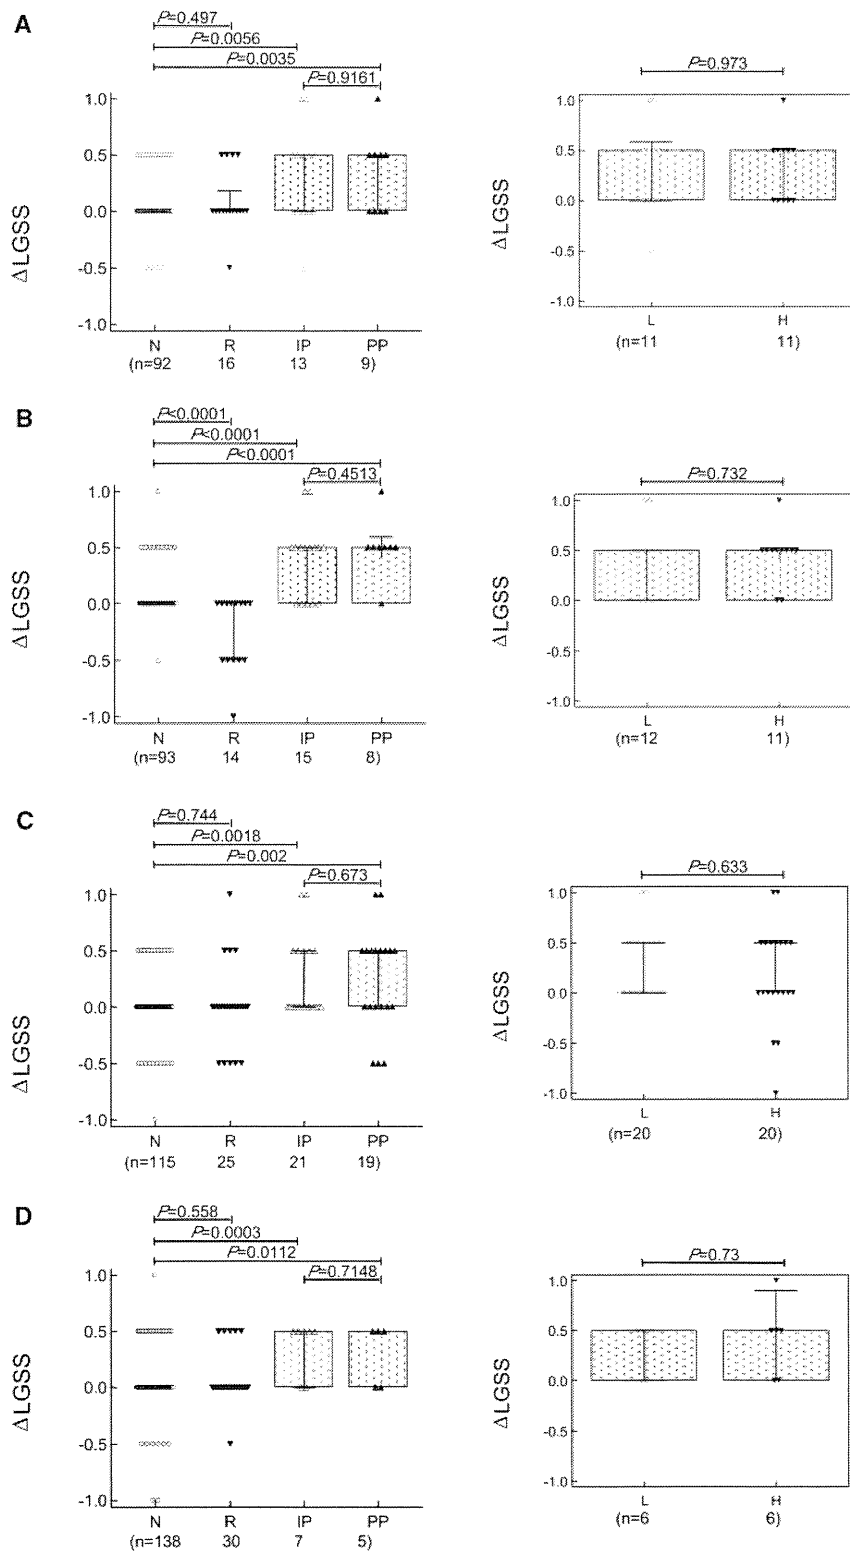 A
P=0.497
P=0.0056
P=0.0035
P=0.9161
1.0
0.5
0.0
-0.5
-1.0
ΔLGSS
N R IP PP
(n=92 16 13 9)
P=0.973
1.0
0.5
0.0
-0.5
-1.0
ΔLGSS
L H
(n=11 11)
B
P<0.0001
P<0.0001
P<0.0001
P=0.4513
1.0
0.5
0.0
-0.5
-1.0
ΔLGSS
N R IP PP
(n=93 14 15 8)
P=0.732
1.0
0.5
0.0
-0.5
-1.0
ΔLGSS
L H
(n=12 11)
C
P=0.744
P=0.0018
P=0.002
P=0.673
1.0
0.5
0.0
-0.5
-1.0
ΔLGSS
N R IP PP
(n=115 25 21 19)
P=0.633
1.0
0.5
0.0
-0.5
-1.0
ΔLGSS
L H
(n=20 20)
D
P=0.558
P=0.0003
P=0.0112
P=0.7148
1.0
0.5
0.0
-0.5
-1.0
ΔLGSS
N R IP PP
(n=138 30 7 5)
P=0.73
1.0
0.5
0.0
-0.5
-1.0
ΔLGSS
L H
(n=6 6)